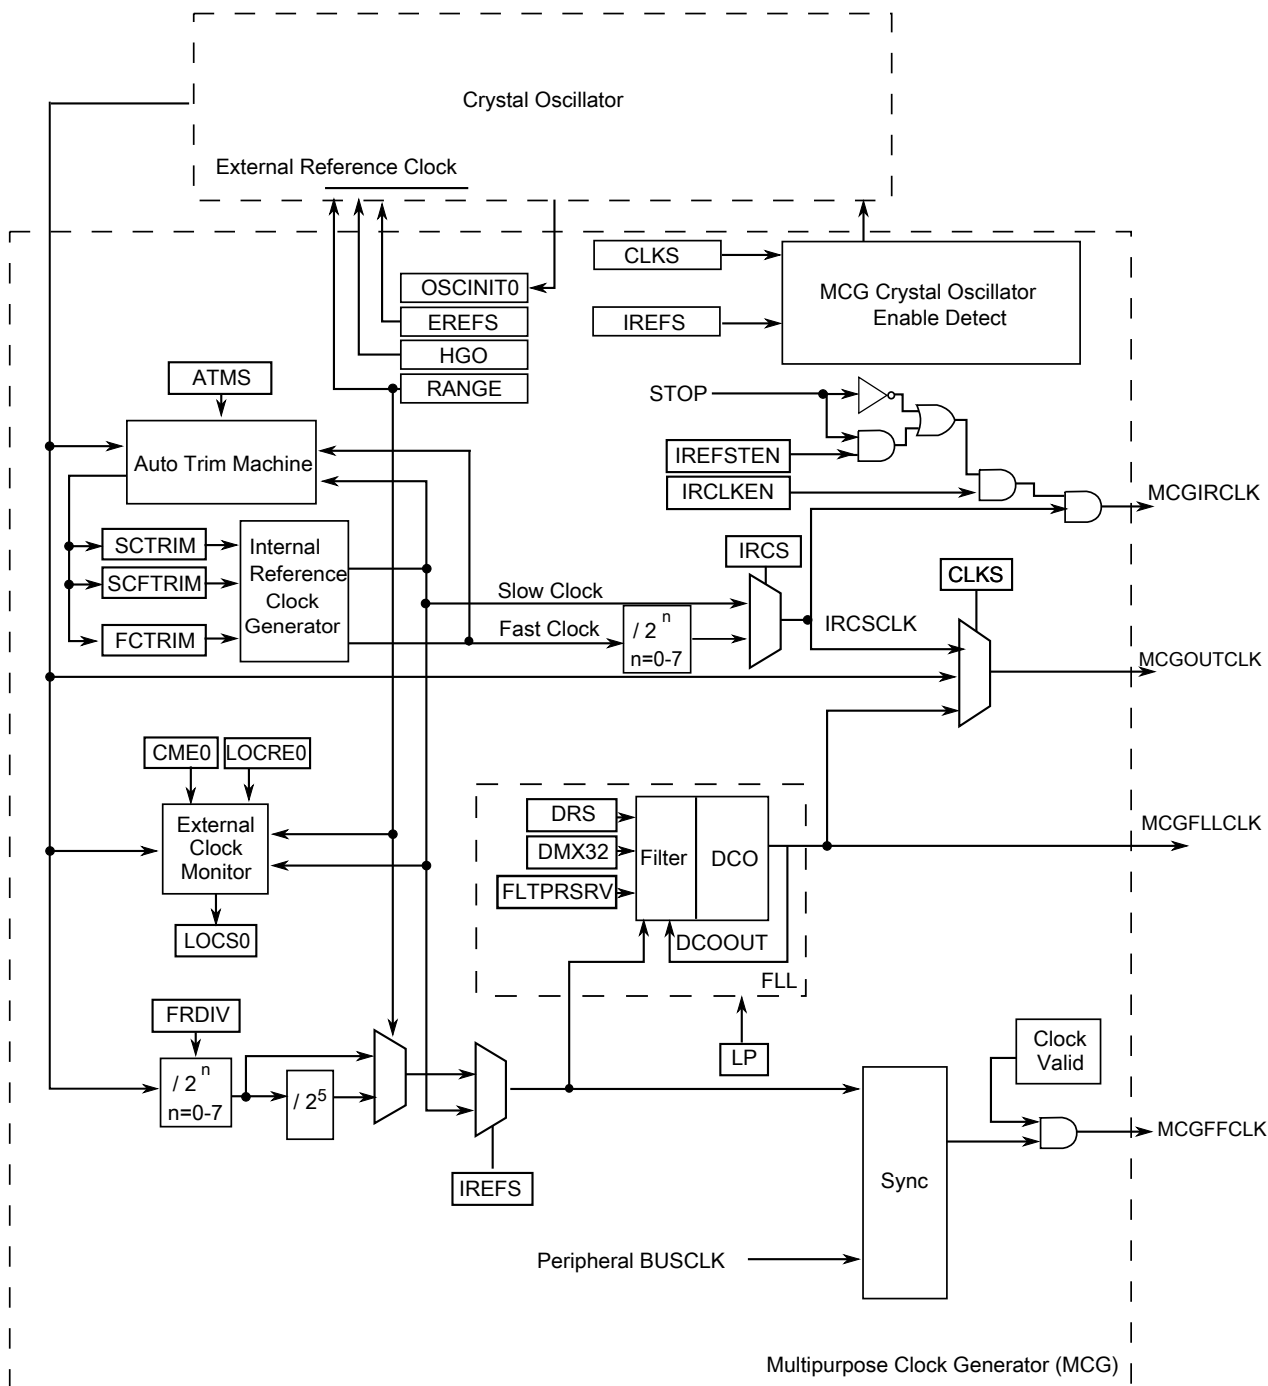 Crystal Oscillator
External Reference Clock
CLKS
OSCINIT0
MCG Crystal Oscillator
Enable Detect
EREFS
IREFS
HGO
ATMS
RANGE
STOP
Auto Trim Machine
IREFSTEN
IRCLKEN
MCGIRCLK
SCTRIM
Internal
Reference
Clock
Generator
IRCS
SCFTRIM
CLKS
Slow Clock
FCTRIM
Fast Clock
/ 2 n
n=0-7
IRCSCLK
MCGOUTCLK
CME0
LOCRE0
External
Clock
Monitor
DRS
MCGFLLCLK
DMX32
Filter
DCO
FLTPRSRV
LOCS0
DCOOUT
FLL
FRDIV
LP
Clock
Valid
/ 2 n
n=0-7
/ 2 5
MCGFFCLK
IREFS
Sync
Peripheral BUSCLK
Multipurpose Clock Generator (MCG)